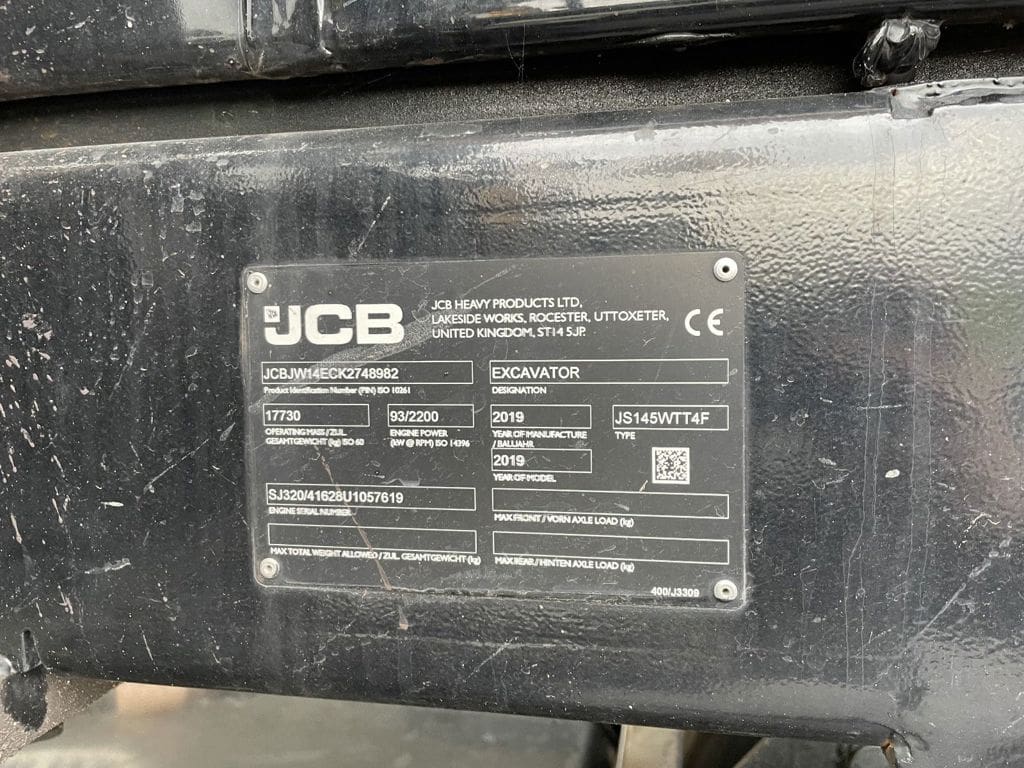 JCB
JCB HEAVY PRODUCTS LTD,
LAKESIDE WORKS, ROCESTER, UTTOXETER,
UNITED KINGDOM, ST14 5JP.
CE
JCBJW14ECK2748982
Product Identification Number (PIN) ISO 10261
EXCAVATOR
DESIGNATION
17730
OPERATING MASS / ZUL.
GESAMTGEWICHT (kg) ISO 60
93/2200
ENGINE POWER
(kW @ RPM) ISO 14396
2019
YEAR OF MANUFACTURE
/ BAUJAHR
JS145WTT4F
TYPE
2019
YEAR OF MODEL
SJ320/41628U1057619
ENGINE SERIAL NUMBER
MAX FRONT / VORN AXLE LOAD (kg)
MAX TOTAL WEIGHT ALLOWED / ZUL. GESAMTGEWICHT (kg)
MAX REAR / HINTEN AXLE LOAD (kg)
400/J3309